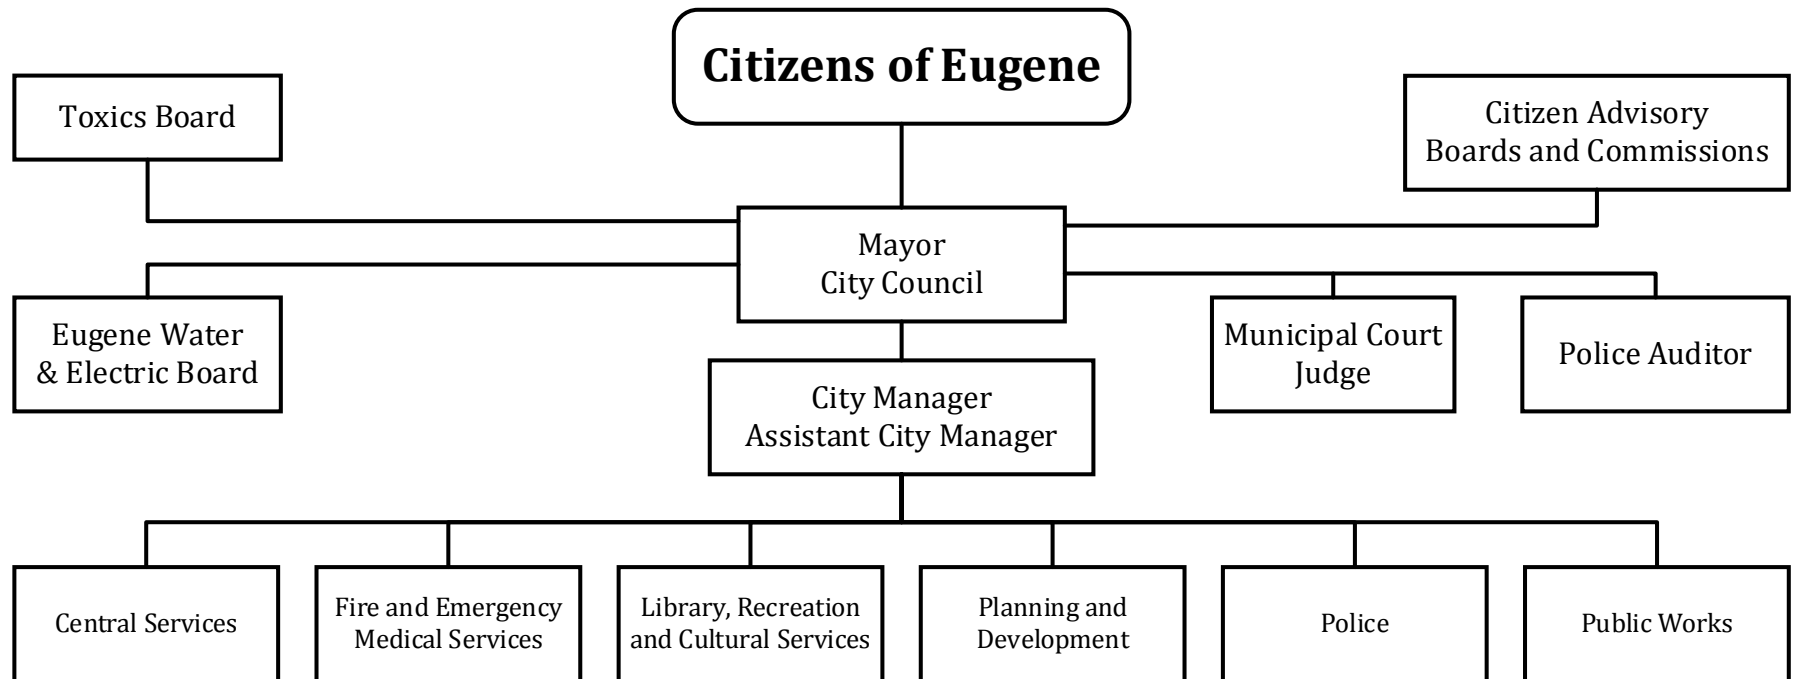 Citizens of Eugene
Toxics Board
Citizen Advisory
Boards and Commissions
Mayor
City Council
Eugene Water
& Electric Board
Municipal Court
Judge
Police Auditor
City Manager
Assistant City Manager
Central Services
Fire and Emergency
Medical Services
Library, Recreation
and Cultural Services
Planning and
Development
Police
Public Works